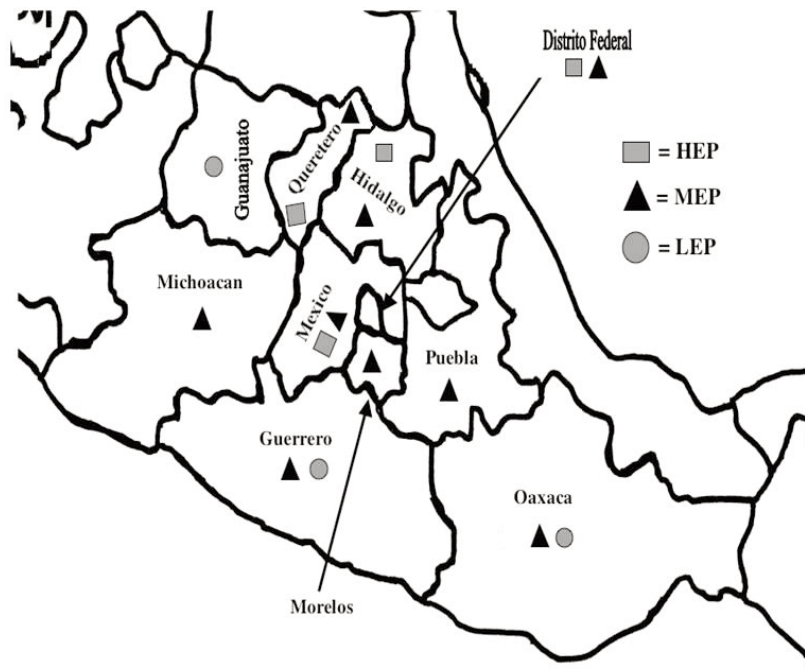 Distrito Federal
= HEP
= MEP
= LEP
Guanajuato
Queretero
Hidalgo
Michoacan
Mexico
Puebla
Guerrero
Oaxaca
Morelos